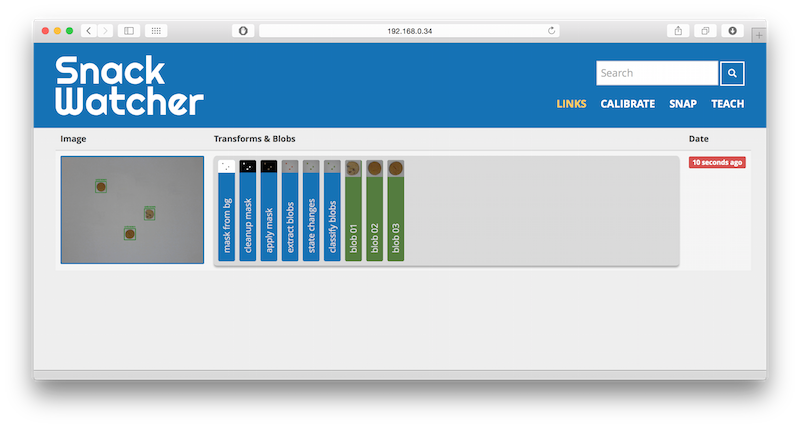 192.168.0.34
Snack
Watcher
Search
LINKS CALIBRATE SNAP TEACH
Image Transforms & Blobs Date
mask from bg
cleanup mask
apply mask
extract blobs
state changes
classify blobs
blob 01
blob 02
blob 03
10 seconds ago